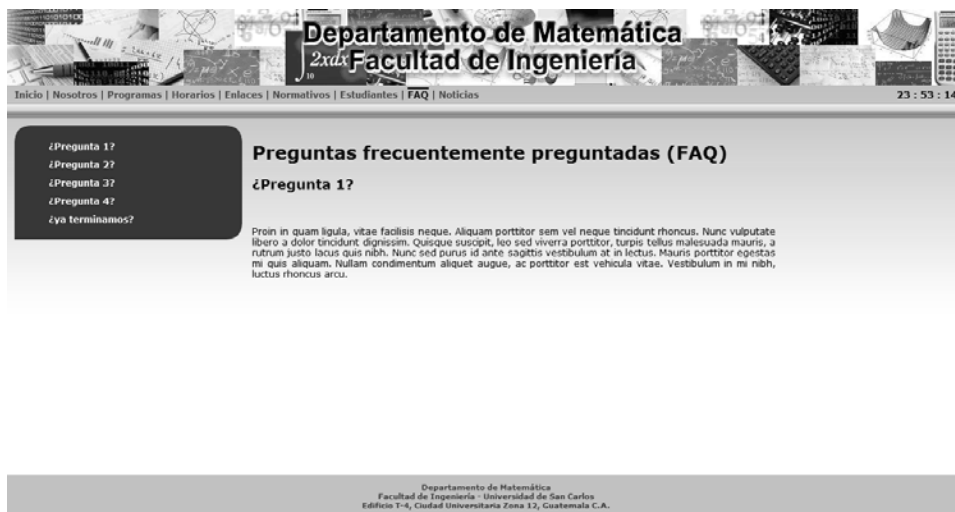 Departamento de Matemática
2xdx Facultad de Ingeniería
10
Inicio | Nosotros | Programas | Horarios | Enlaces | Normativos | Estudiantes | FAQ | Noticias
23 : 53 : 14
¿Pregunta 1?
¿Pregunta 2?
¿Pregunta 3?
¿Pregunta 4?
¿ya terminamos?
Preguntas frecuentemente preguntadas (FAQ)
¿Pregunta 1?
Proin in quam ligula, vitae facilisis neque. Aliquam porttitor sem vel neque tincidunt rhoncus. Nunc vulputate
libero a dolor tincidunt dignissim. Quisque suscipit, leo sed viverra porttitor, turpis tellus malesuada mauris, a
rutrum justo lacus quis nibh. Nunc sed purus id ante sagittis vestibulum at in lectus. Mauris porttitor egestas
mi quis aliquam. Nullam condimentum aliquet augue, ac porttitor est vehicula vitae. Vestibulum in mi nibh,
luctus rhoncus arcu.
Departamento de Matemática
Facultad de Ingeniería - Universidad de San Carlos
Edificio T-4, Ciudad Universitaria Zona 12, Guatemala C.A.